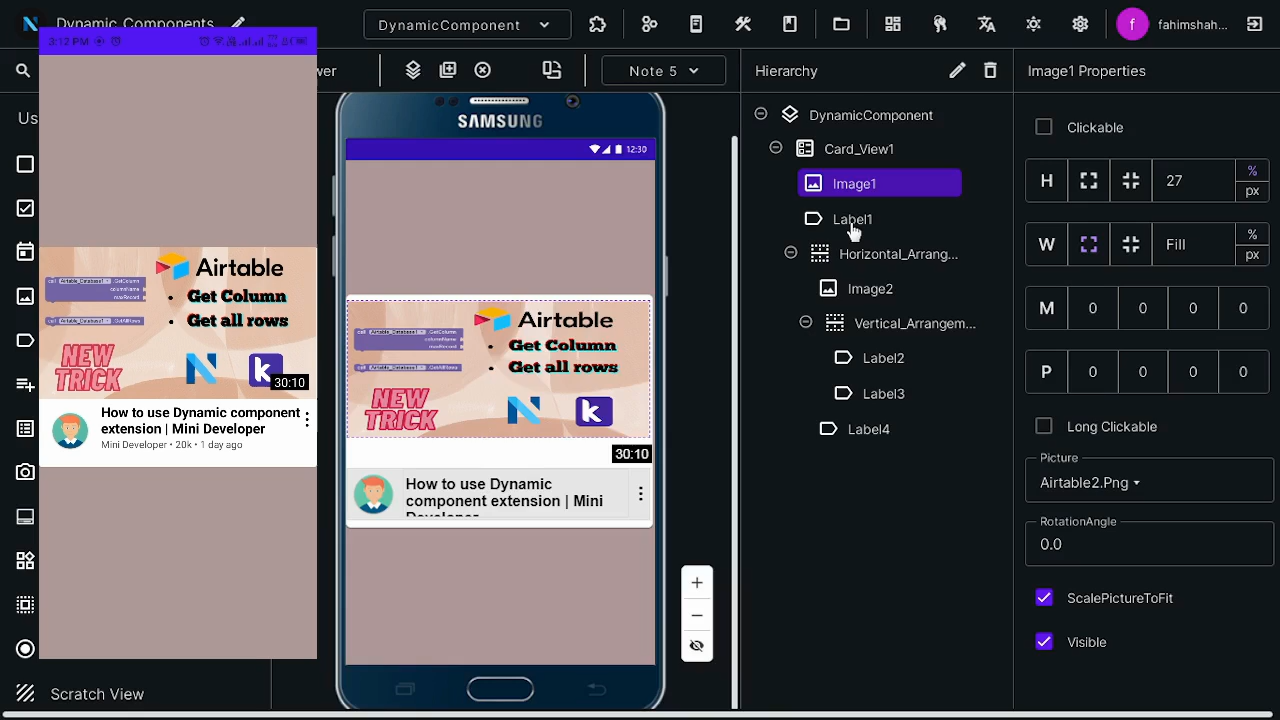 Dynamic Components
DynamicComponent
f
fahimshah...
3:12 PM
wer
Note 5
Hierarchy
Image1 Properties
Us
Airtable
Get Column
Get all rows
NEW
TRICK
k
30:10
How to use Dynamic component
extension | Mini Developer
Mini Developer • 20k • 1 day ago
Scratch View
SAMSUNG
12:30
Airtable
Get Column
Get all rows
NEW
TRICK
k
30:10
How to use Dynamic
component extension | Mini
DynamicComponent
Card_View1
Image1
Label1
Horizontal_Arrang...
Image2
Vertical_Arrangem...
Label2
Label3
Label4
Clickable
H 27 % px
W Fill % px
M 0 0 0 0
P 0 0 0 0
Long Clickable
Picture
Airtable2.Png
RotationAngle
0.0
ScalePictureToFit
Visible